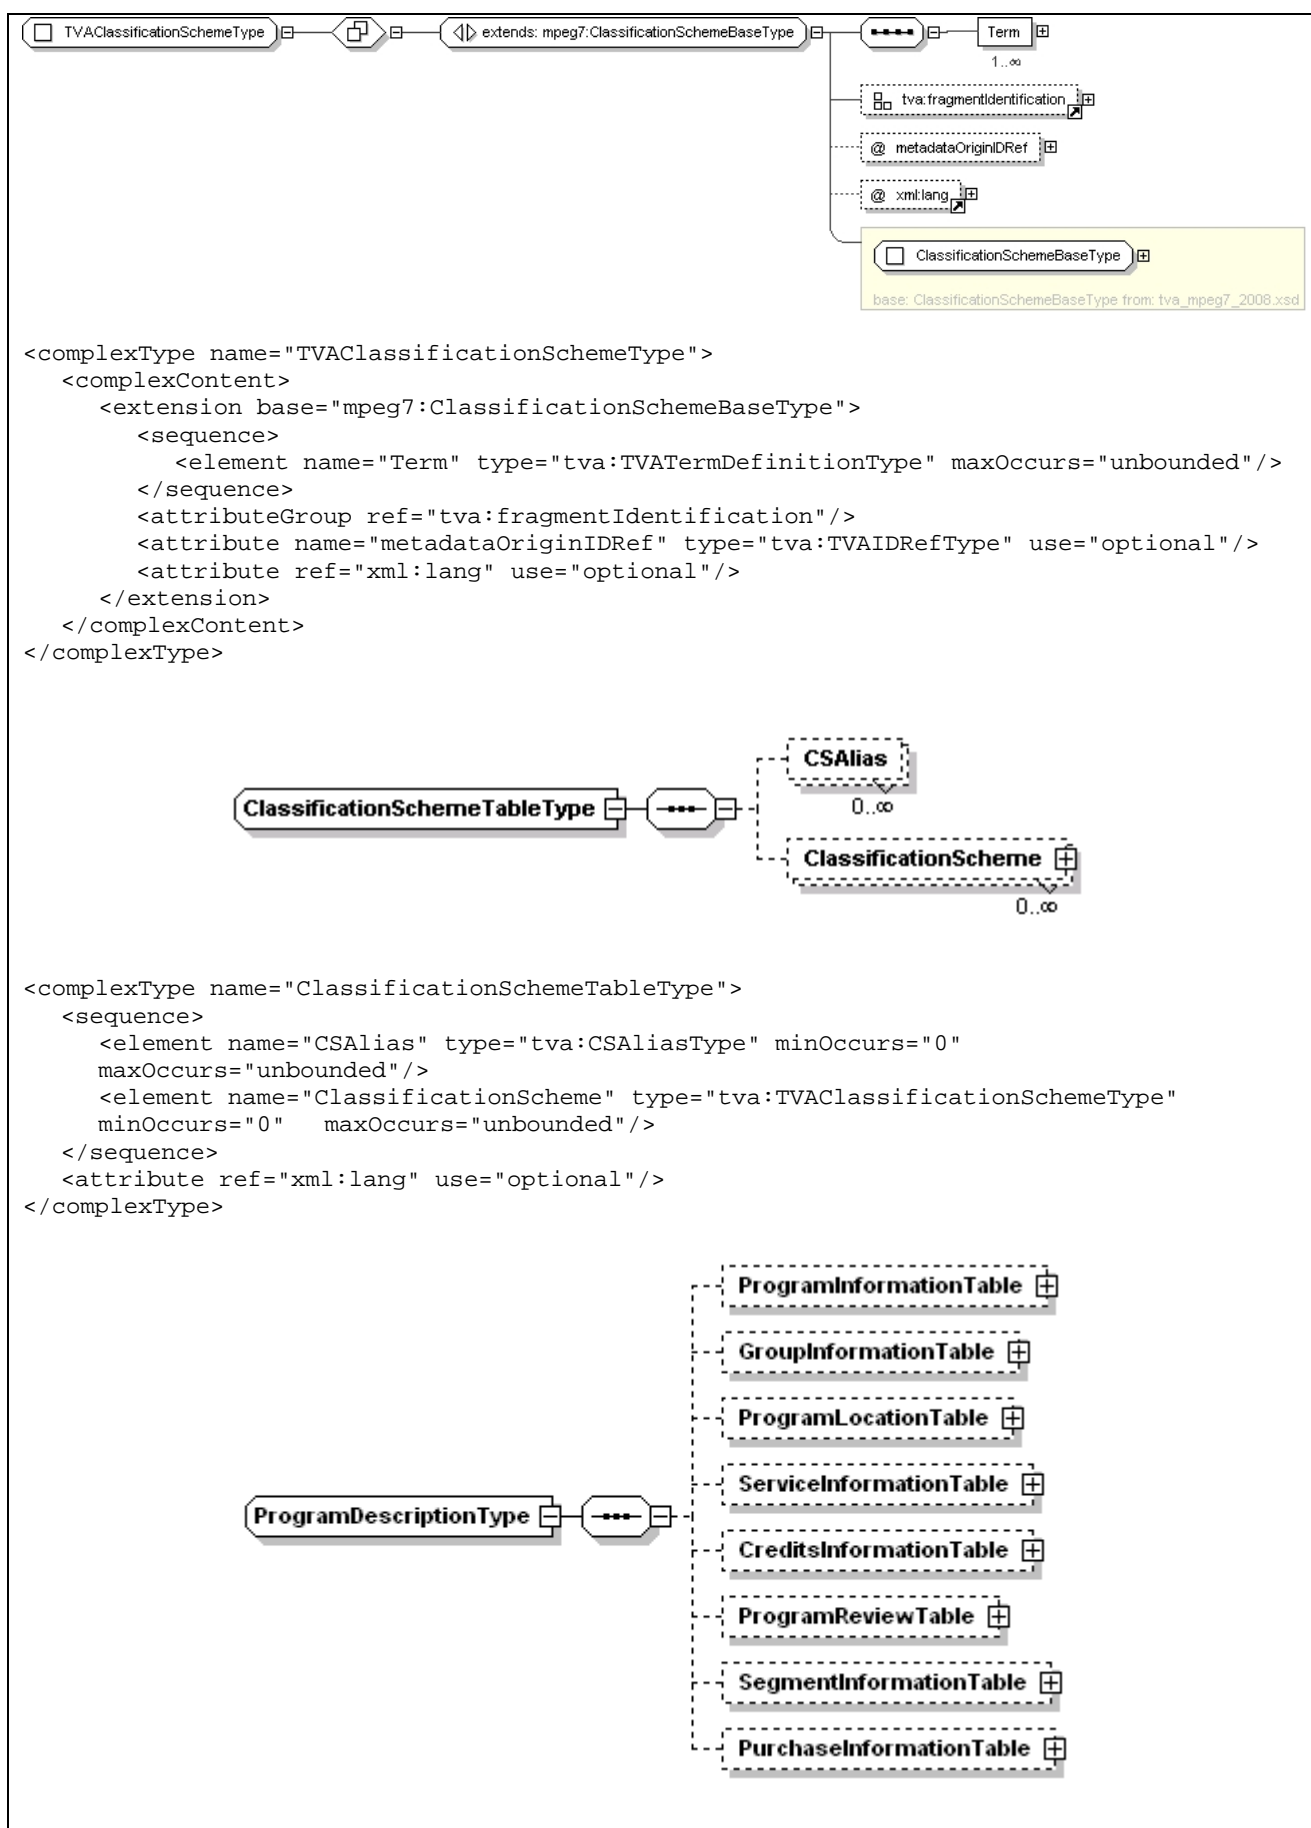 TVAClassificationSchemeType
extends: mpeg7:ClassificationSchemeBaseType
Term
1..∞
tva:fragmentIdentification
@ metadataOriginIDRef
@ xml:lang
ClassificationSchemeBaseType
base: ClassificationSchemeBaseType from: tva_mpeg7_2008.xsd
<complexType name="TVAClassificationSchemeType">
<complexContent>
<extension base="mpeg7:ClassificationSchemeBaseType">
<sequence>
<element name="Term" type="tva:TVATermDefinitionType" maxOccurs="unbounded"/>
</sequence>
<attributeGroup ref="tva:fragmentIdentification"/>
<attribute name="metadataOriginIDRef" type="tva:TVAIDRefType" use="optional"/>
<attribute ref="xml:lang" use="optional"/>
</extension>
</complexContent>
</complexType>
CSAlias
0..∞
ClassificationSchemeTableType
ClassificationScheme
0..∞
<complexType name="ClassificationSchemeTableType">
<sequence>
<element name="CSAlias" type="tva:CSAliasType" minOccurs="0"
maxOccurs="unbounded"/>
<element name="ClassificationScheme" type="tva:TVAClassificationSchemeType"
minOccurs="0" maxOccurs="unbounded"/>
</sequence>
<attribute ref="xml:lang" use="optional"/>
</complexType>
ProgramInformationTable
GroupInformationTable
ProgramLocationTable
ServiceInformationTable
ProgramDescriptionType
CreditsInformationTable
ProgramReviewTable
SegmentInformationTable
PurchaseInformationTable